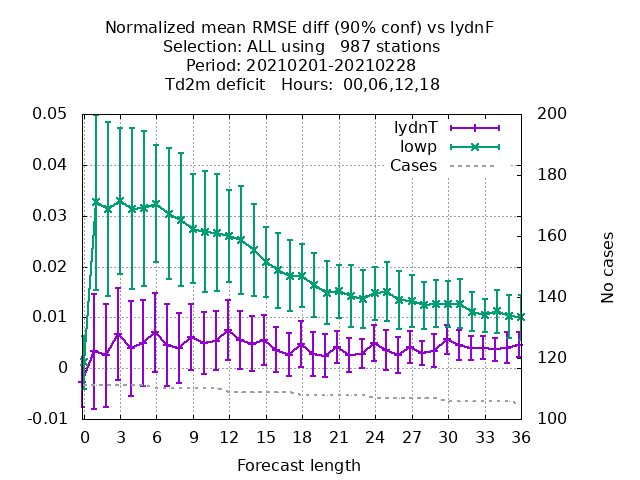 Normalized mean RMSE diff (90% conf) vs lydnF
Selection: ALL using 987 stations
Period: 20210201-20210228
Td2m deficit Hours: 00,06,12,18
0.05
0.04
0.03
0.02
0.01
0
-0.01
200
180
160
140
120
100
lydnT
lowp
Cases
No cases
0 3 6 9 12 15 18 21 24 27 30 33 36
Forecast length